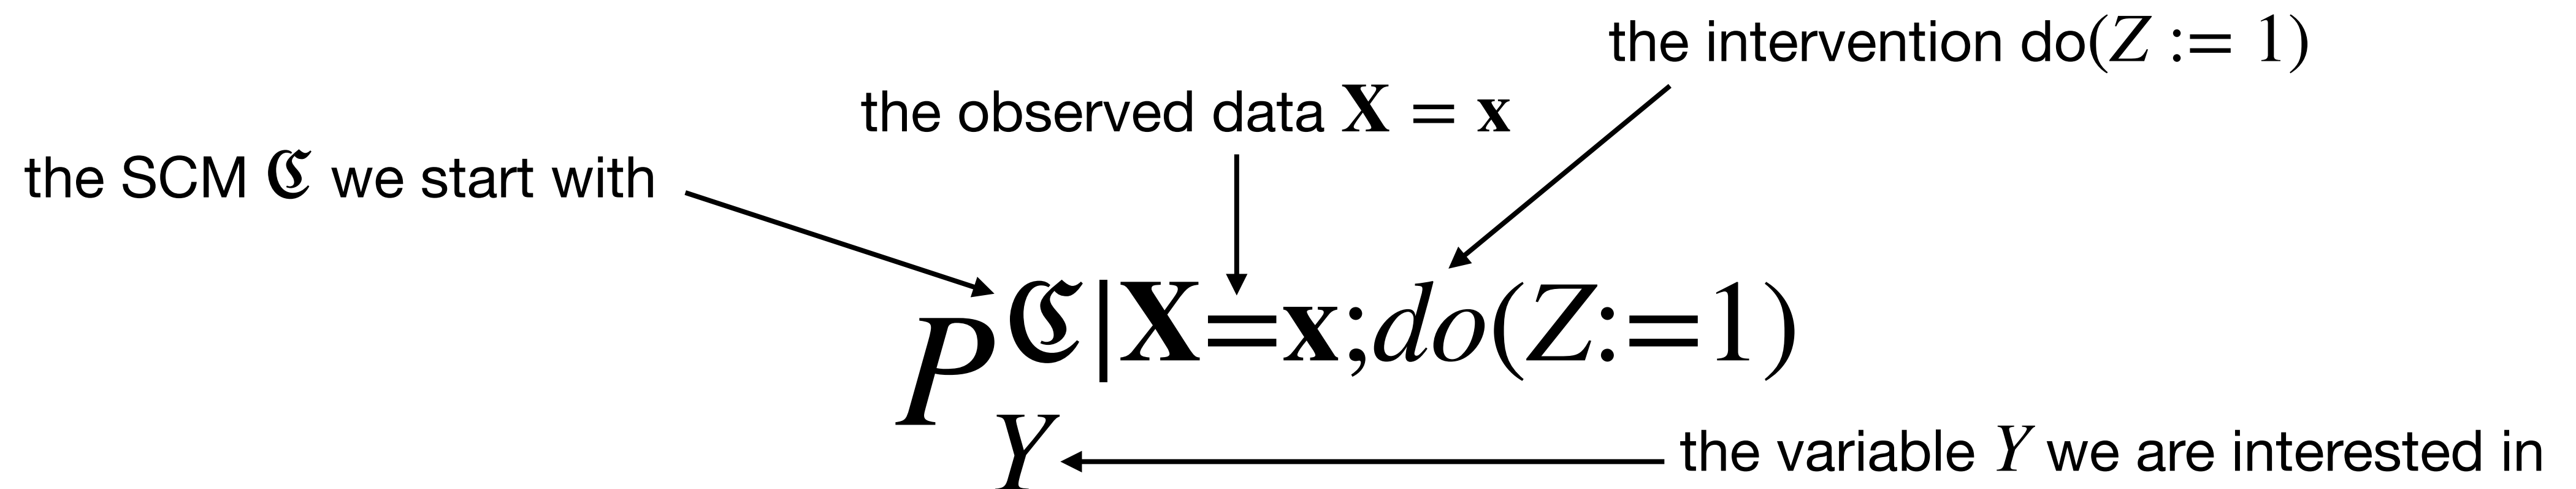 the intervention do(Z := 1)
the observed data 𝐗 = 𝐱
the SCM ℭ we start with
P_Y^{ℭ|𝐗=𝐱;do(Z:=1)}
the variable Y we are interested in